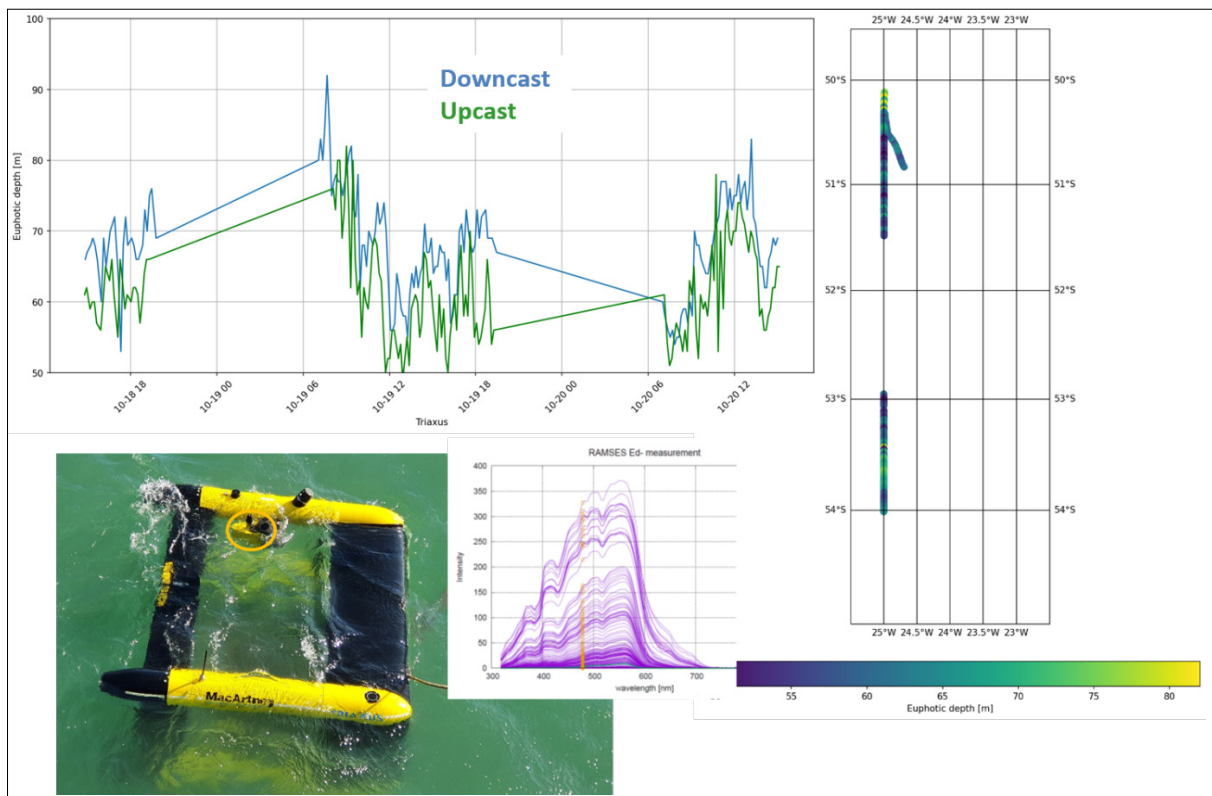 100
90
80
70
60
50
Euphotic depth [m]
Downcast
Upcast
10-18 18
10-19 00
10-19 06
10-19 12
10-19 18
10-20 00
10-20 06
10-20 12
Triaxus
25°W 24.5°W 24°W 23.5°W 23°W
50°S 50°S
51°S 51°S
52°S 52°S
53°S 53°S
54°S 54°S
25°W 24.5°W 24°W 23.5°W 23°W
RAMSES Ed- measurement
400
350
300
250
200
150
100
50
0
Intensity
300 400 500 600 700
wavelength [nm]
MacArtney
TRIAXUS
55 60 65 70 75 80
Euphotic depth [m]